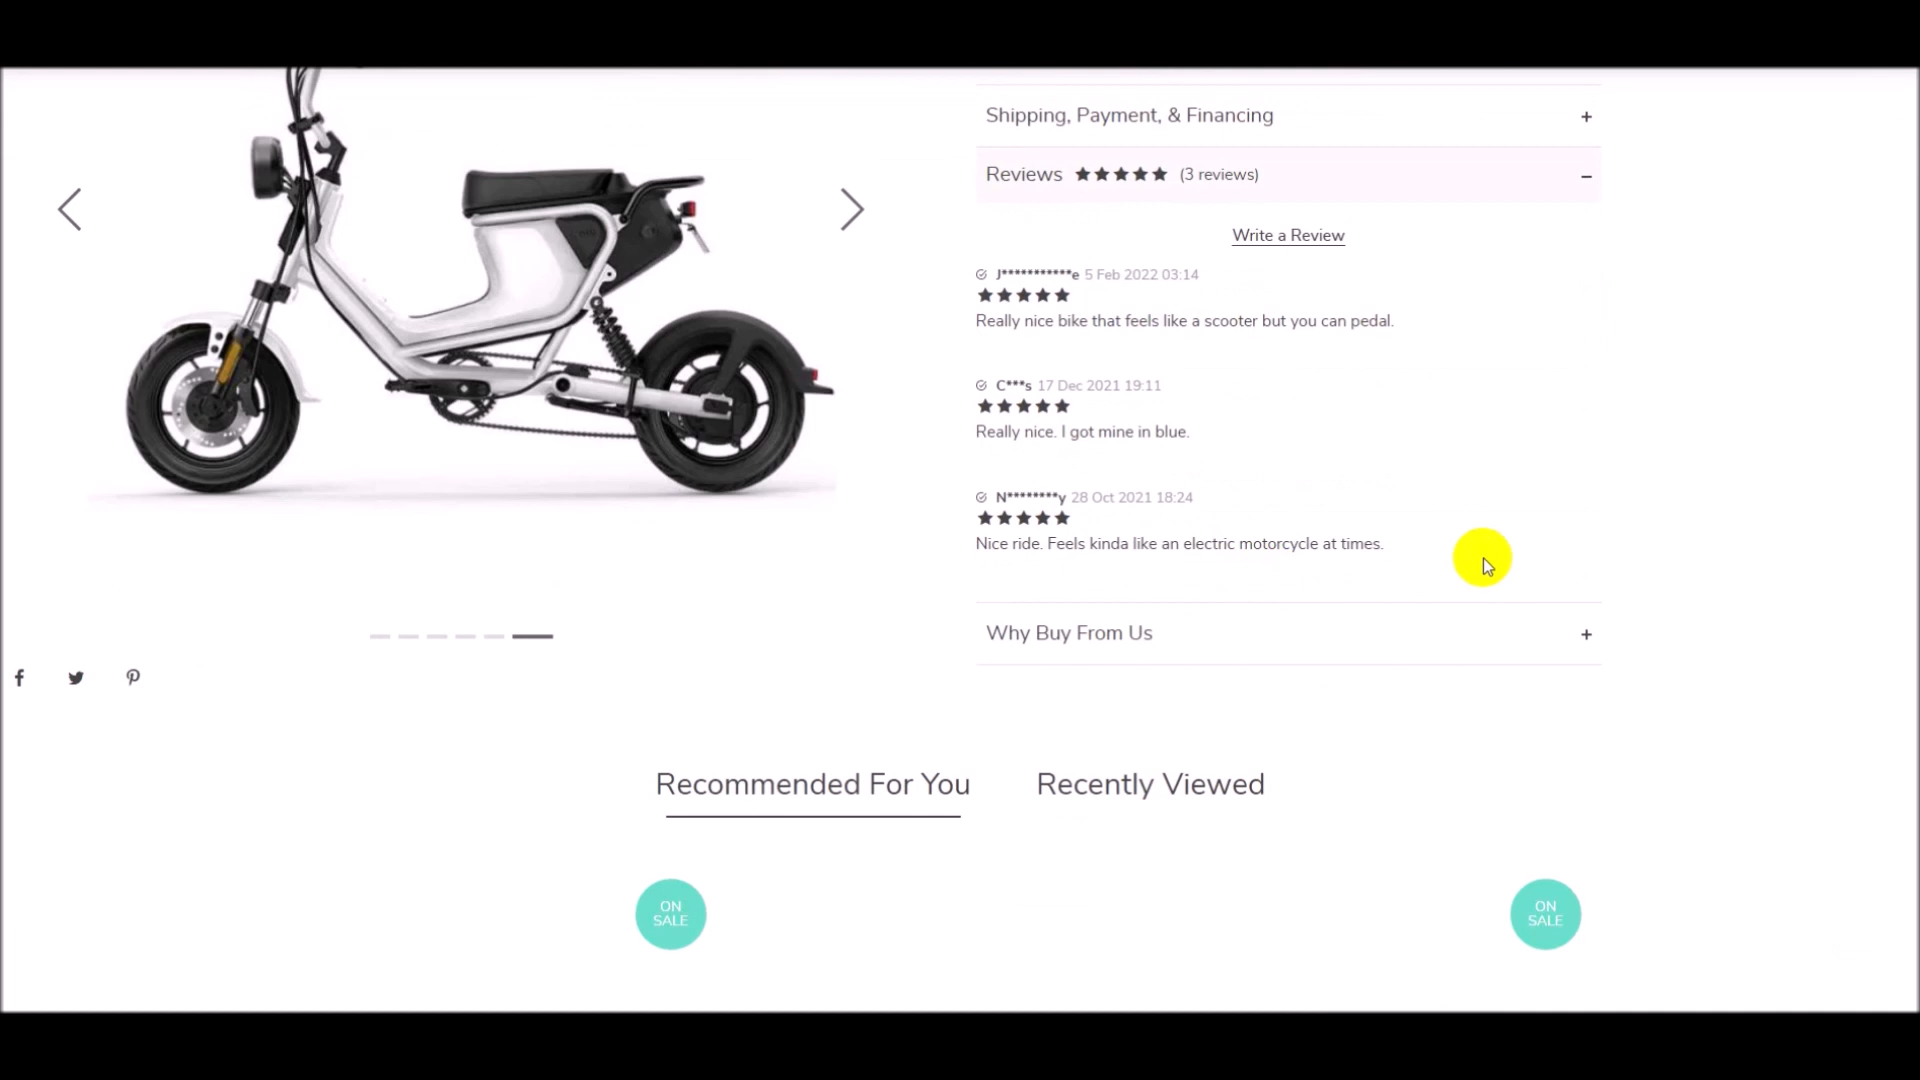 Shipping, Payment, & Financing
+
Reviews ★★★★★ (3 reviews)
−
Write a Review
J***********e 5 Feb 2022 03:14
★★★★★
Really nice bike that feels like a scooter but you can pedal.
C***s 17 Dec 2021 19:11
★★★★★
Really nice. I got mine in blue.
N********y 28 Oct 2021 18:24
★★★★★
Nice ride. Feels kinda like an electric motorcycle at times.
Why Buy From Us
+
Recommended For You
Recently Viewed
ON
SALE
ON
SALE